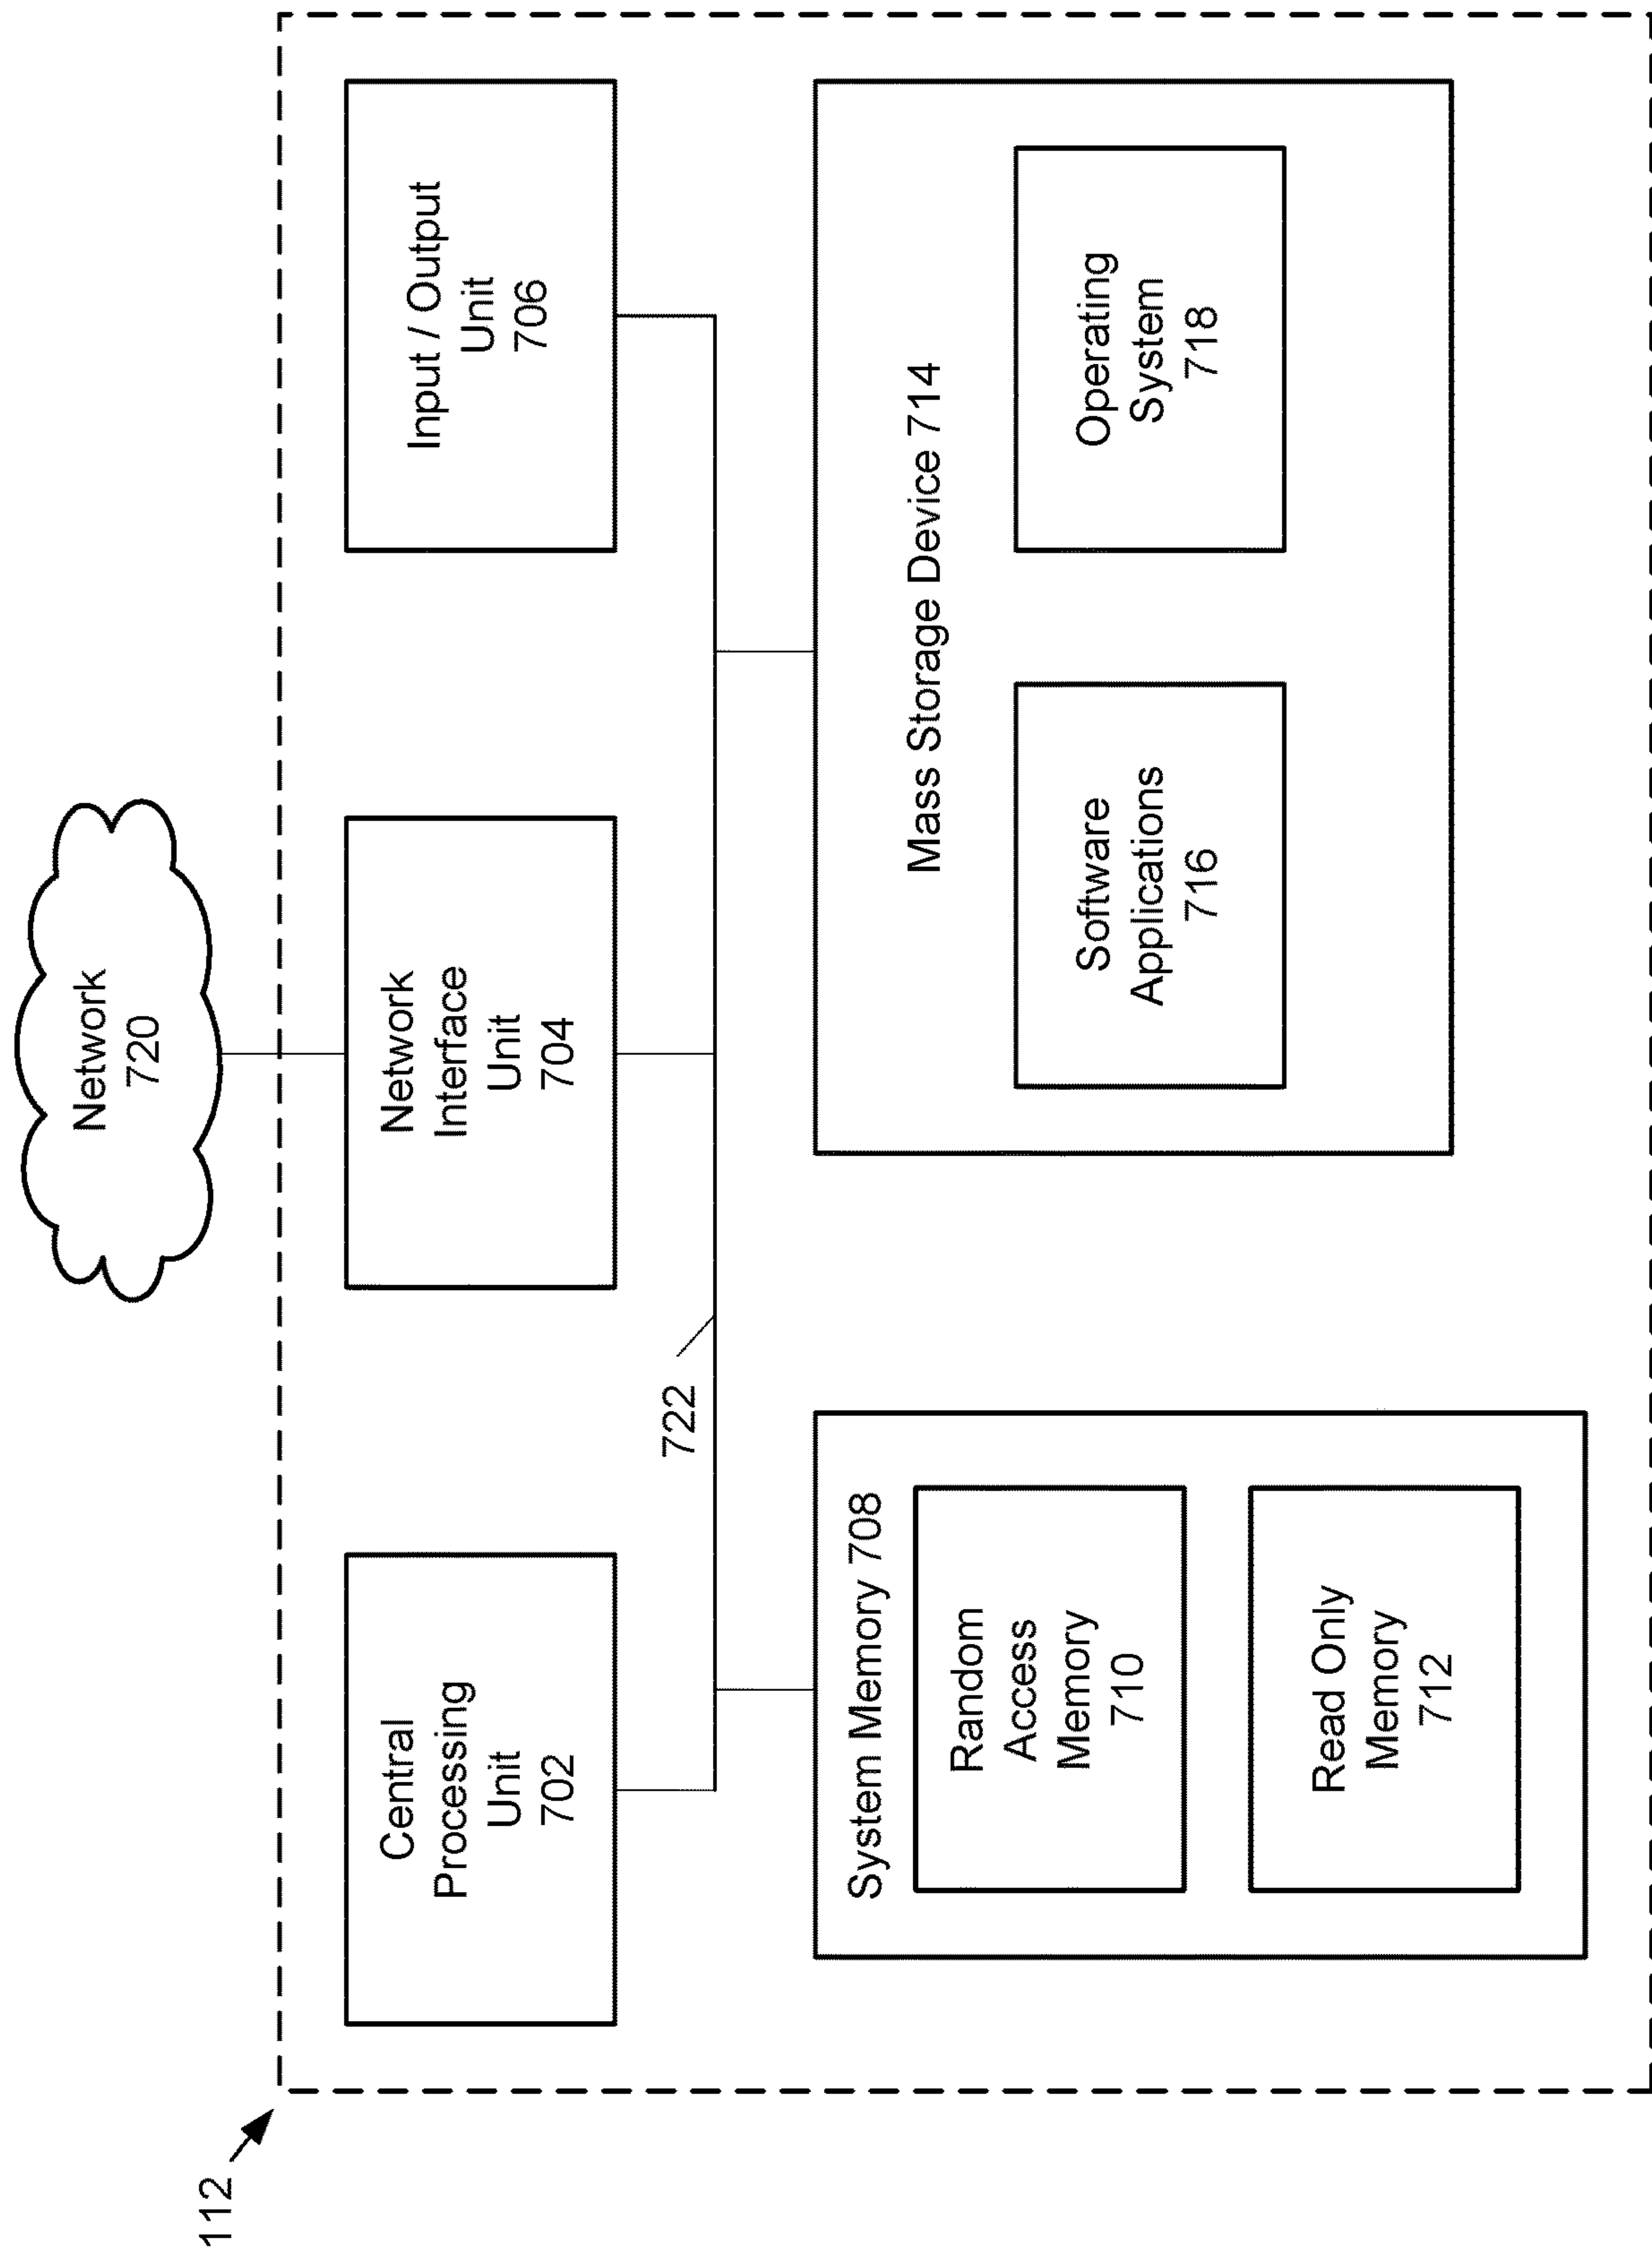 112
Network
720
Central
Processing
Unit
702
Network
Interface
Unit
704
Input / Output
Unit
706
722
System Memory 708
Random
Access
Memory
710
Read Only
Memory
712
Mass Storage Device 714
Software
Applications
716
Operating
System
718